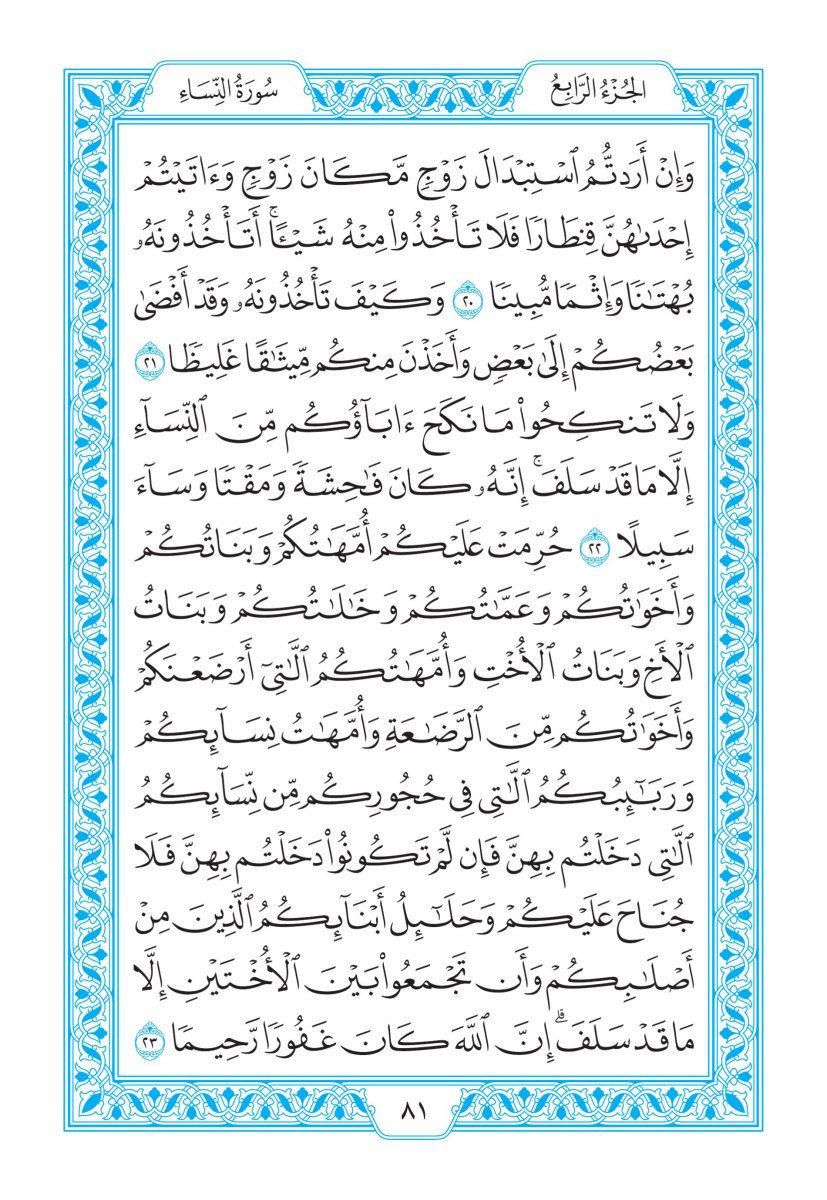 الجُزْءُ الرَّابِعُ
سُورَةُ النِّسَاءِ
وَإِنۡ أَرَدتُّمُ ٱسۡتِبۡدَالَ زَوۡجٖ مَّكَانَ زَوۡجٖ وَءَاتَيۡتُمۡ
إِحۡدَىٰهُنَّ قِنطَارٗا فَلَا تَأۡخُذُواْ مِنۡهُ شَيۡـًٔاۚ أَتَأۡخُذُونَهُۥ
بُهۡتَٰنٗا وَإِثۡمٗا مُّبِينٗا ٢٠ وَكَيۡفَ تَأۡخُذُونَهُۥ وَقَدۡ أَفۡضَىٰ
بَعۡضُكُمۡ إِلَىٰ بَعۡضٖ وَأَخَذۡنَ مِنكُم مِّيثَٰقًا غَلِيظٗا ٢١
وَلَا تَنكِحُواْ مَا نَكَحَ ءَابَآؤُكُم مِّنَ ٱلنِّسَآءِ
إِلَّا مَا قَدۡ سَلَفَۚ إِنَّهُۥ كَانَ فَٰحِشَةٗ وَمَقۡتٗا وَسَآءَ
سَبِيلًا ٢٢ حُرِّمَتۡ عَلَيۡكُمۡ أُمَّهَٰتُكُمۡ وَبَنَاتُكُمۡ
وَأَخَوَٰتُكُمۡ وَعَمَّٰتُكُمۡ وَخَٰلَٰتُكُمۡ وَبَنَاتُ
ٱلۡأَخِ وَبَنَاتُ ٱلۡأُخۡتِ وَأُمَّهَٰتُكُمُ ٱلَّٰتِيٓ أَرۡضَعۡنَكُمۡ
وَأَخَوَٰتُكُم مِّنَ ٱلرَّضَٰعَةِ وَأُمَّهَٰتُ نِسَآئِكُمۡ
وَرَبَٰٓئِبُكُمُ ٱلَّٰتِي فِي حُجُورِكُم مِّن نِّسَآئِكُمُ
ٱلَّٰتِي دَخَلۡتُم بِهِنَّ فَإِن لَّمۡ تَكُونُواْ دَخَلۡتُم بِهِنَّ فَلَا
جُنَاحَ عَلَيۡكُمۡ وَحَلَٰٓئِلُ أَبۡنَآئِكُمُ ٱلَّذِينَ مِنۡ
أَصۡلَٰبِكُمۡ وَأَن تَجۡمَعُواْ بَيۡنَ ٱلۡأُخۡتَيۡنِ إِلَّا
مَا قَدۡ سَلَفَۗ إِنَّ ٱللَّهَ كَانَ غَفُورٗا رَّحِيمٗا ٢٣
٨١